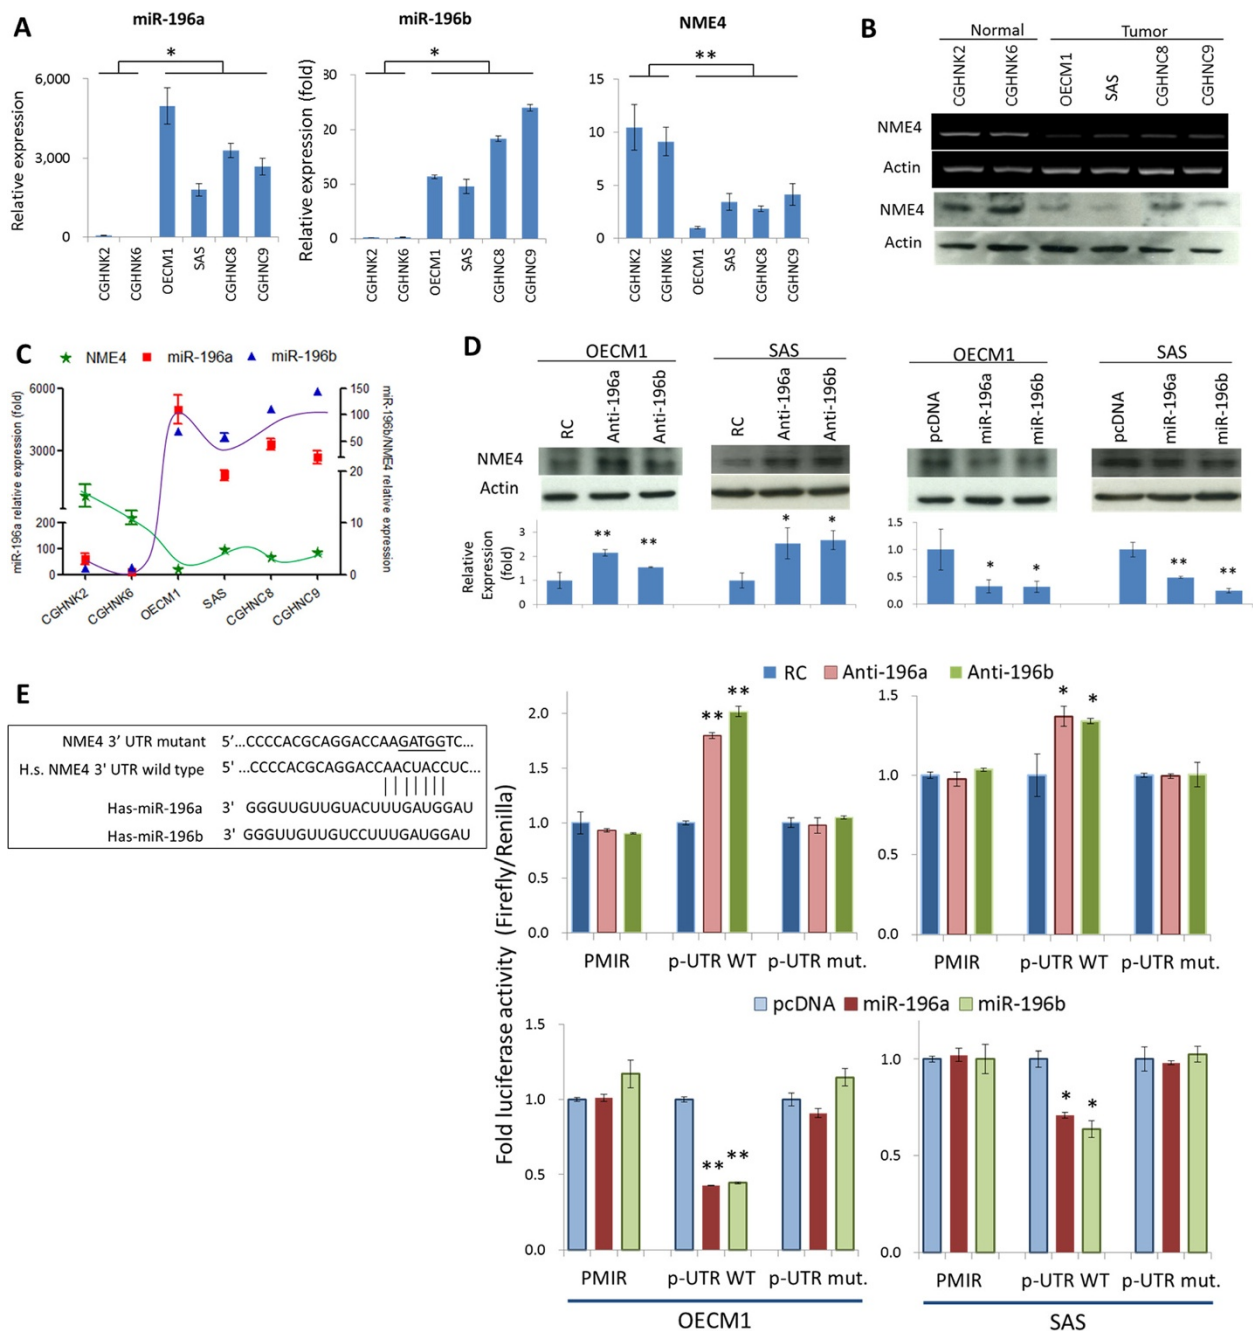 A
miR-196a
miR-196b
NME4
Relative expression
6,000
3,000
0
*
CGHNK2
CGHNK6
OECM1
SAS
CGHNC8
CGHNC9
Relative expression (fold)
30
20
50
0
*
CGHNK2
CGHNK6
OECM1
SAS
CGHNC8
CGHNC9
15
10
5
0
**
CGHNK2
CGHNK6
OECM1
SAS
CGHNC8
CGHNC9
B
Normal
Tumor
CGHNK2
CGHNK6
OECM1
SAS
CGHNC8
CGHNC9
NME4
Actin
NME4
Actin
C
NME4 miR-196a miR-196b
miR-196a relative expression (fold)
6000
3000
200
100
0
150
100
50
20
10
0
miR-196b/NME4 relative
expression
CGHNK2
CGHNK6
OECM1
SAS
CGHNC8
CGHNC9
D
OECM1
SAS
OECM1
SAS
RC
Anti-196a
Anti-196b
RC
Anti-196a
Anti-196b
pcDNA
miR-196a
miR-196b
pcDNA
miR-196a
miR-196b
NME4
Actin
Relative
Expression
(fold)
3
2
1
0
** ** * *
1.5
1.0
0.5
0.0
* * ** **
E
NME4 3' UTR mutant 5'...CCCCACGCAGGACCAAGATGGTC...
H.s. NME4 3' UTR wild type 5' ...CCCCACGCAGGACCAACUACCUC...
Has-miR-196a 3' GGGUUGUUGUACUUUGAUGGAU
Has-miR-196b 3' GGGUUGUUGUCCUUUGAUGGAU
Fold luciferase activity (Firefly/Renilla)
RC Anti-196a Anti-196b
2.0
1.5
1.0
0.5
0.0
** **
PMIR p-UTR WT p-UTR mut.
1.5
1.0
0.5
0.0
* *
PMIR p-UTR WT p-UTR mut.
pcDNA miR-196a miR-196b
1.5
1.0
0.5
0.0
** **
PMIR p-UTR WT p-UTR mut.
OECM1
1.0
0.5
0.0
* *
PMIR p-UTR WT p-UTR mut.
SAS